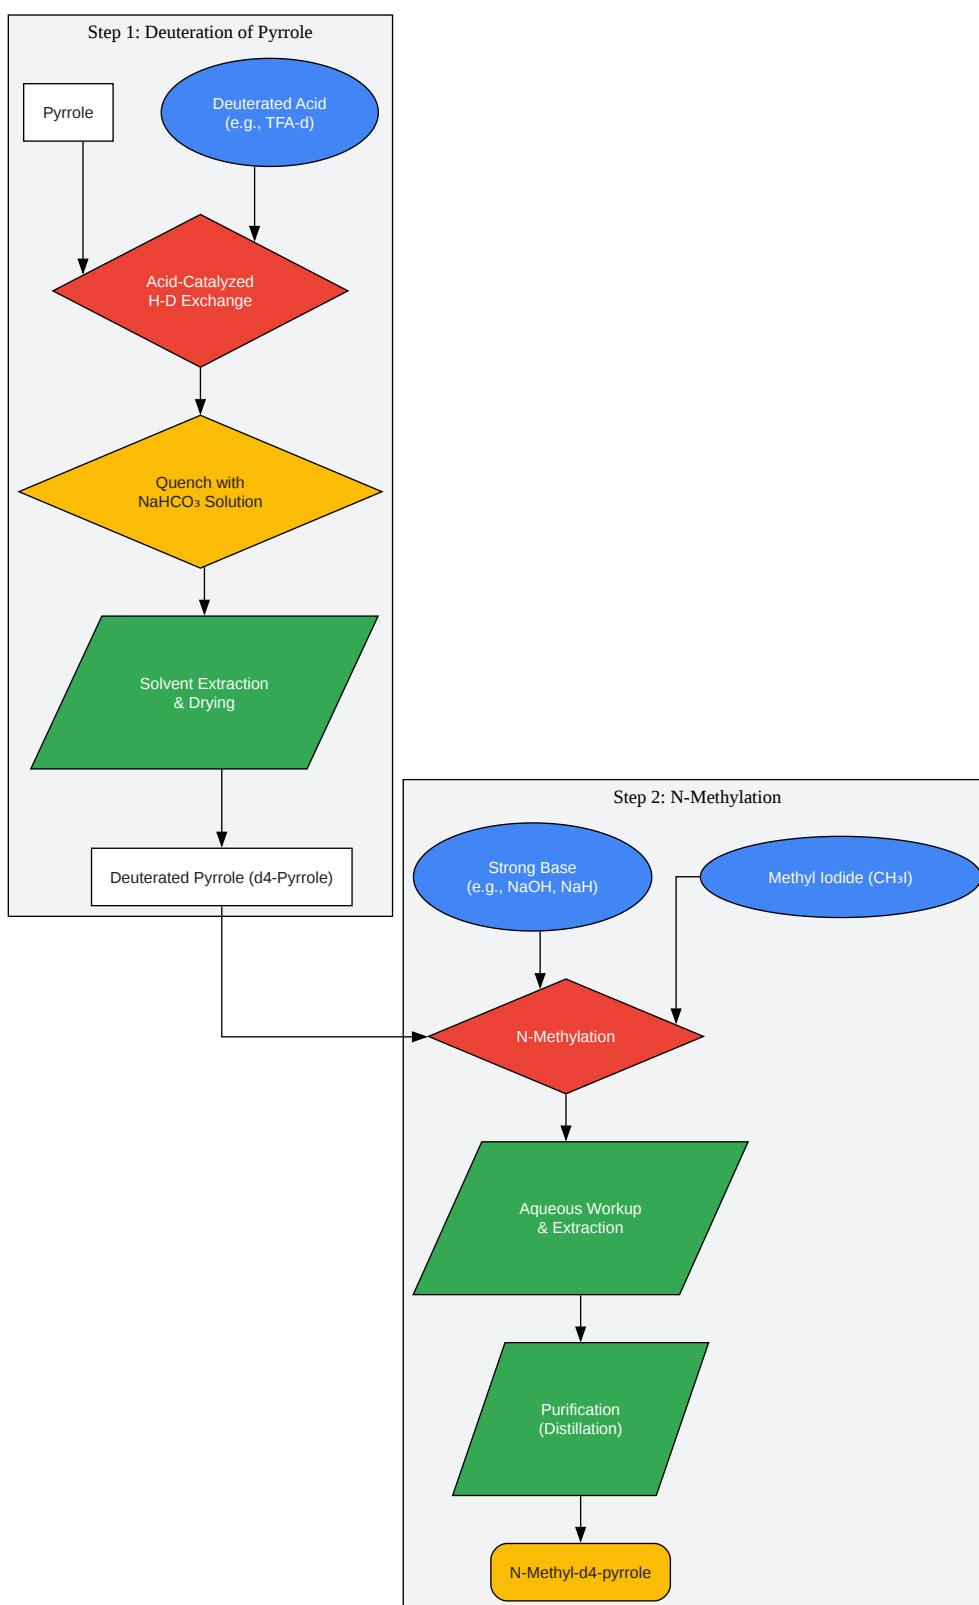 Step 1: Deuteration of Pyrrole
Pyrrole
Deuterated Acid
(e.g., TFA-d)
Acid-Catalyzed
H-D Exchange
Quench with
NaHCO₃ Solution
Solvent Extraction
& Drying
Deuterated Pyrrole (d4-Pyrrole)
Step 2: N-Methylation
Strong Base
(e.g., NaOH, NaH)
Methyl Iodide (CH₃I)
N-Methylation
Aqueous Workup
& Extraction
Purification
(Distillation)
N-Methyl-d4-pyrrole